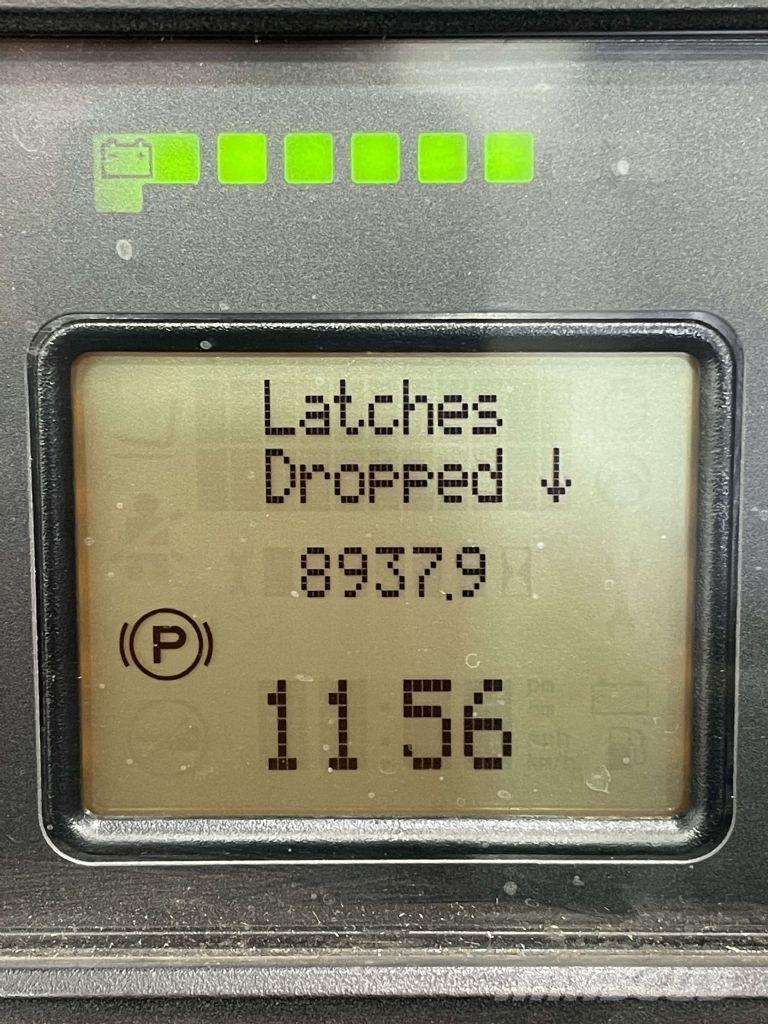 Latches
Dropped ↓
8937.9
P
11 56